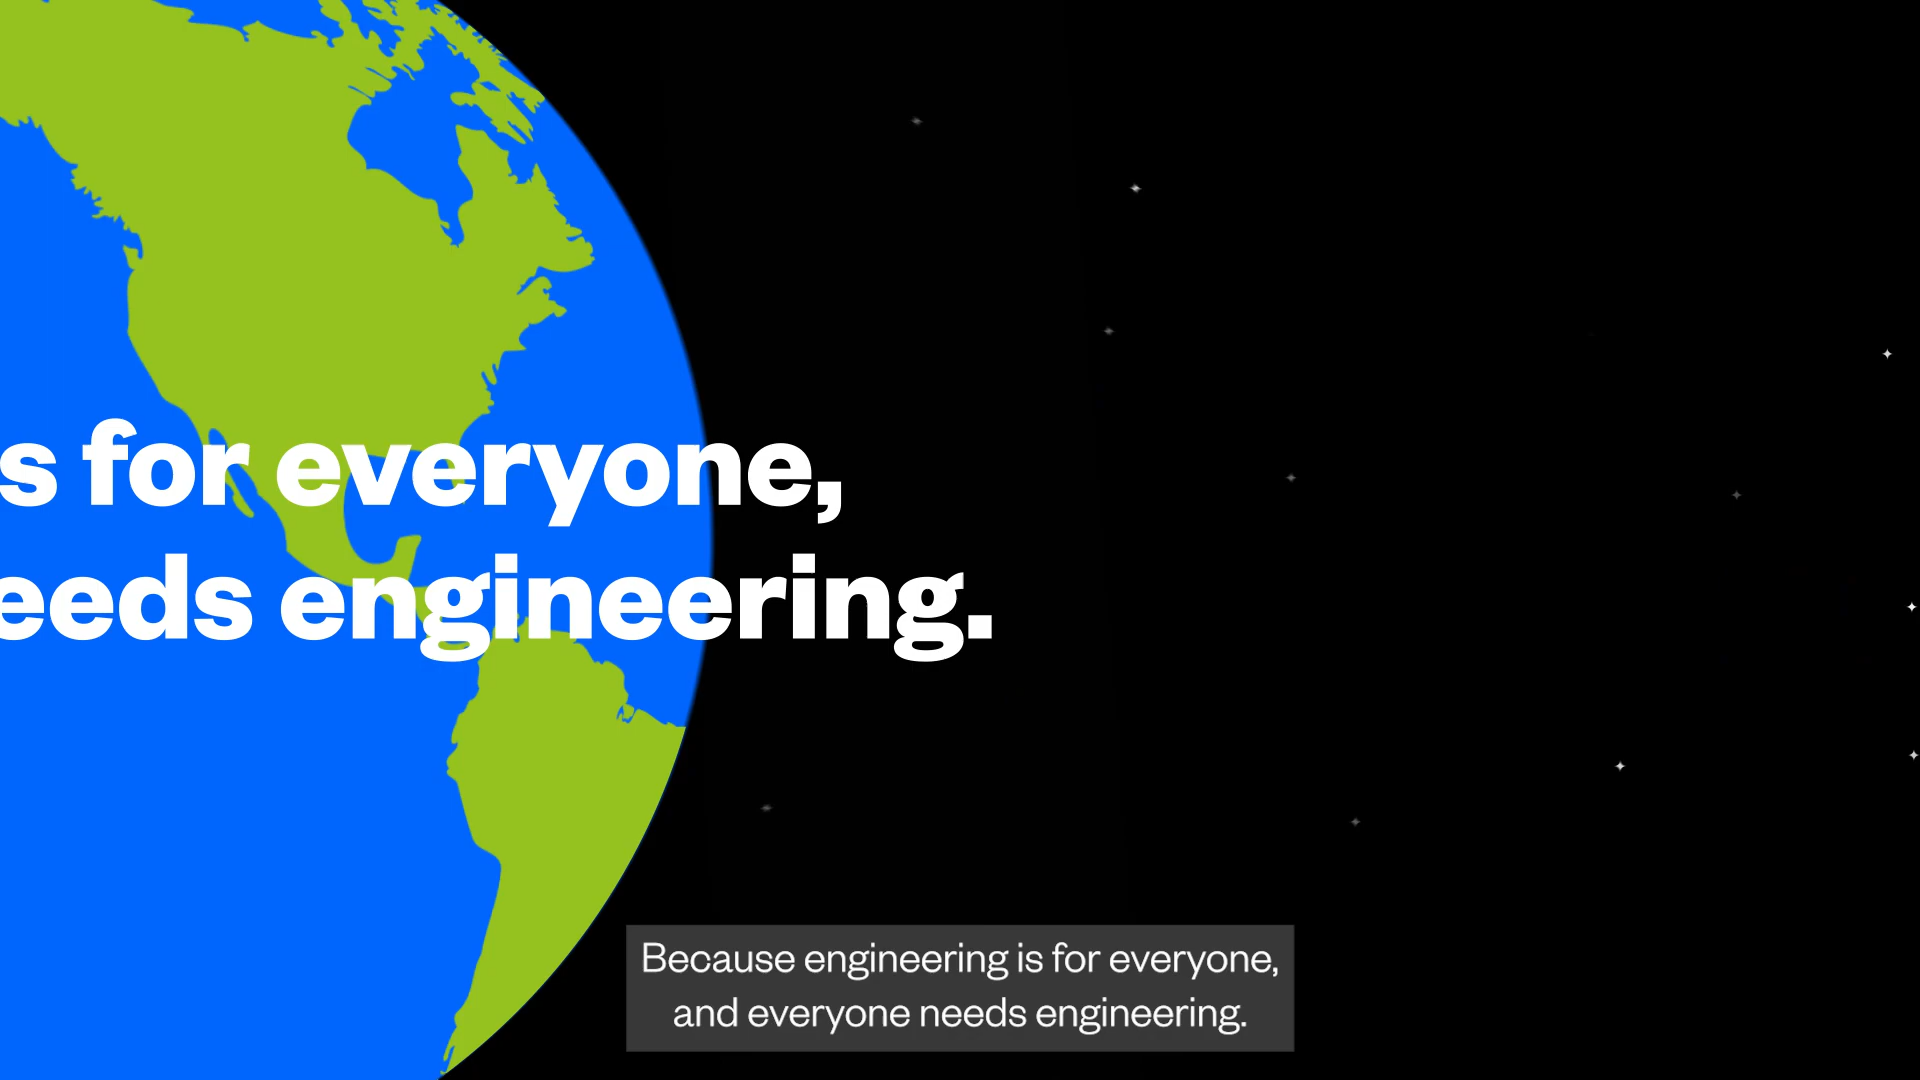 s for everyone,
eeds engineering.
Because engineering is for everyone,
and everyone needs engineering.